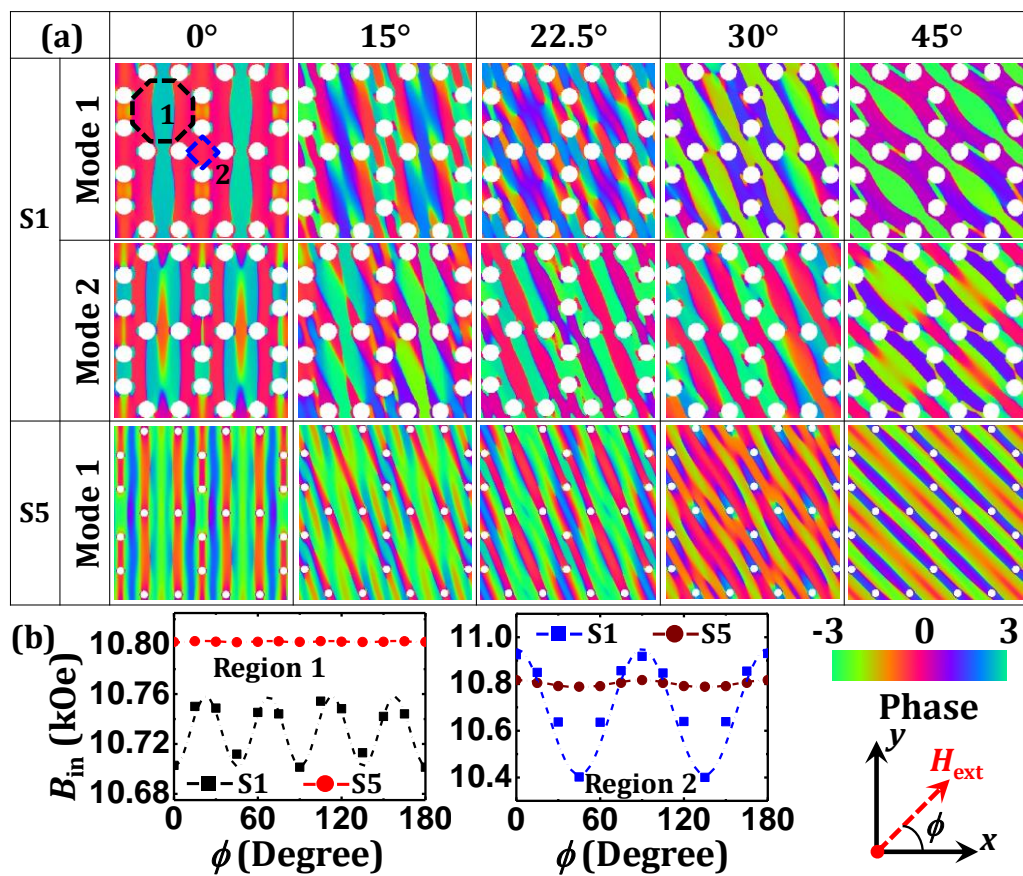 (a) 0° 15° 22.5° 30° 45°
S1
Mode 1
1
2
Mode 2
S5
Mode 1
(b)
B_in (kOe)
10.80
10.76
10.72
10.68
Region 1
S1 S5
0 60 120 180
ϕ (Degree)
11.0
10.8
10.6
10.4
S1 S5
Region 2
0 60 120 180
ϕ (Degree)
-3 0 3
Phase
y
H_ext
ϕ
x